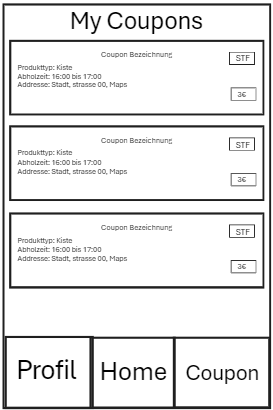 My Coupons
Coupon Bezeichnung
STF
Produkttyp: Kiste
Abholzeit: 16:00 bis 17:00
Addresse: Stadt, strasse 00, Maps
3€
Coupon Bezeichnung
STF
Produkttyp: Kiste
Abholzeit: 16:00 bis 17:00
Addresse: Stadt, strasse 00, Maps
3€
Coupon Bezeichnung
STF
Produkttyp: Kiste
Abholzeit: 16:00 bis 17:00
Addresse: Stadt, strasse 00, Maps
3€
Profil Home Coupon